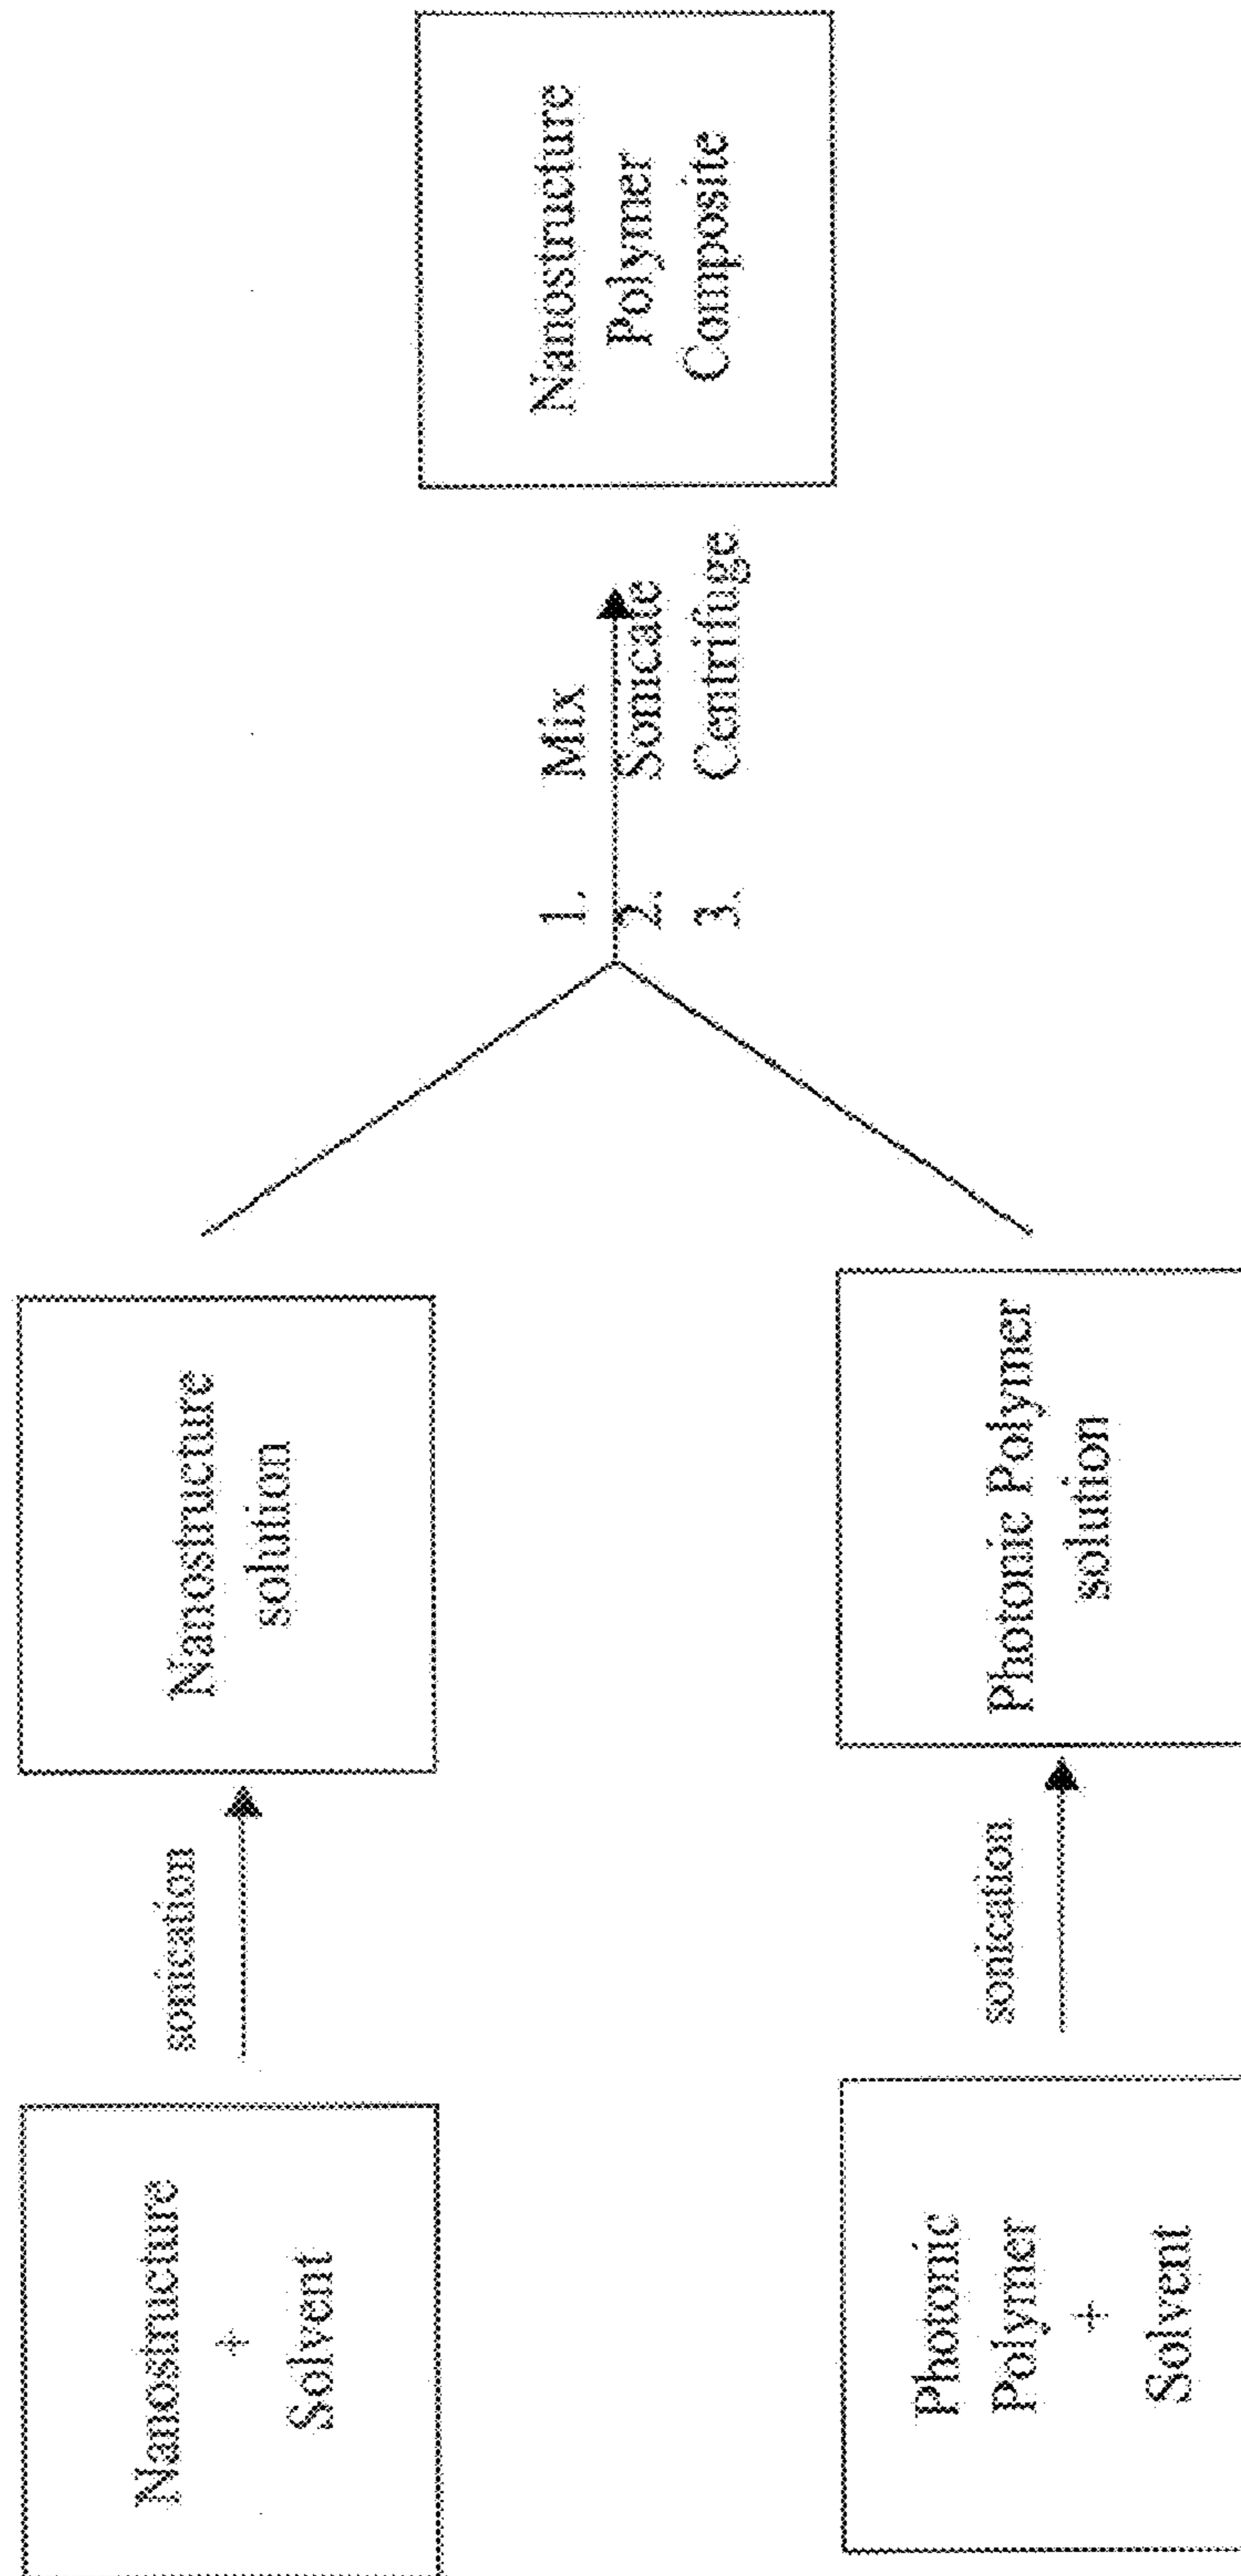 Nanostructure
+
Solvent
sonication
Nanostructure
solution
Photonic
Polymer
+
Solvent
sonication
Photonic Polymer
solution
1. Mix
2. Sonicate
3. Centrifuge
Nanostructure
Polymer
Composite